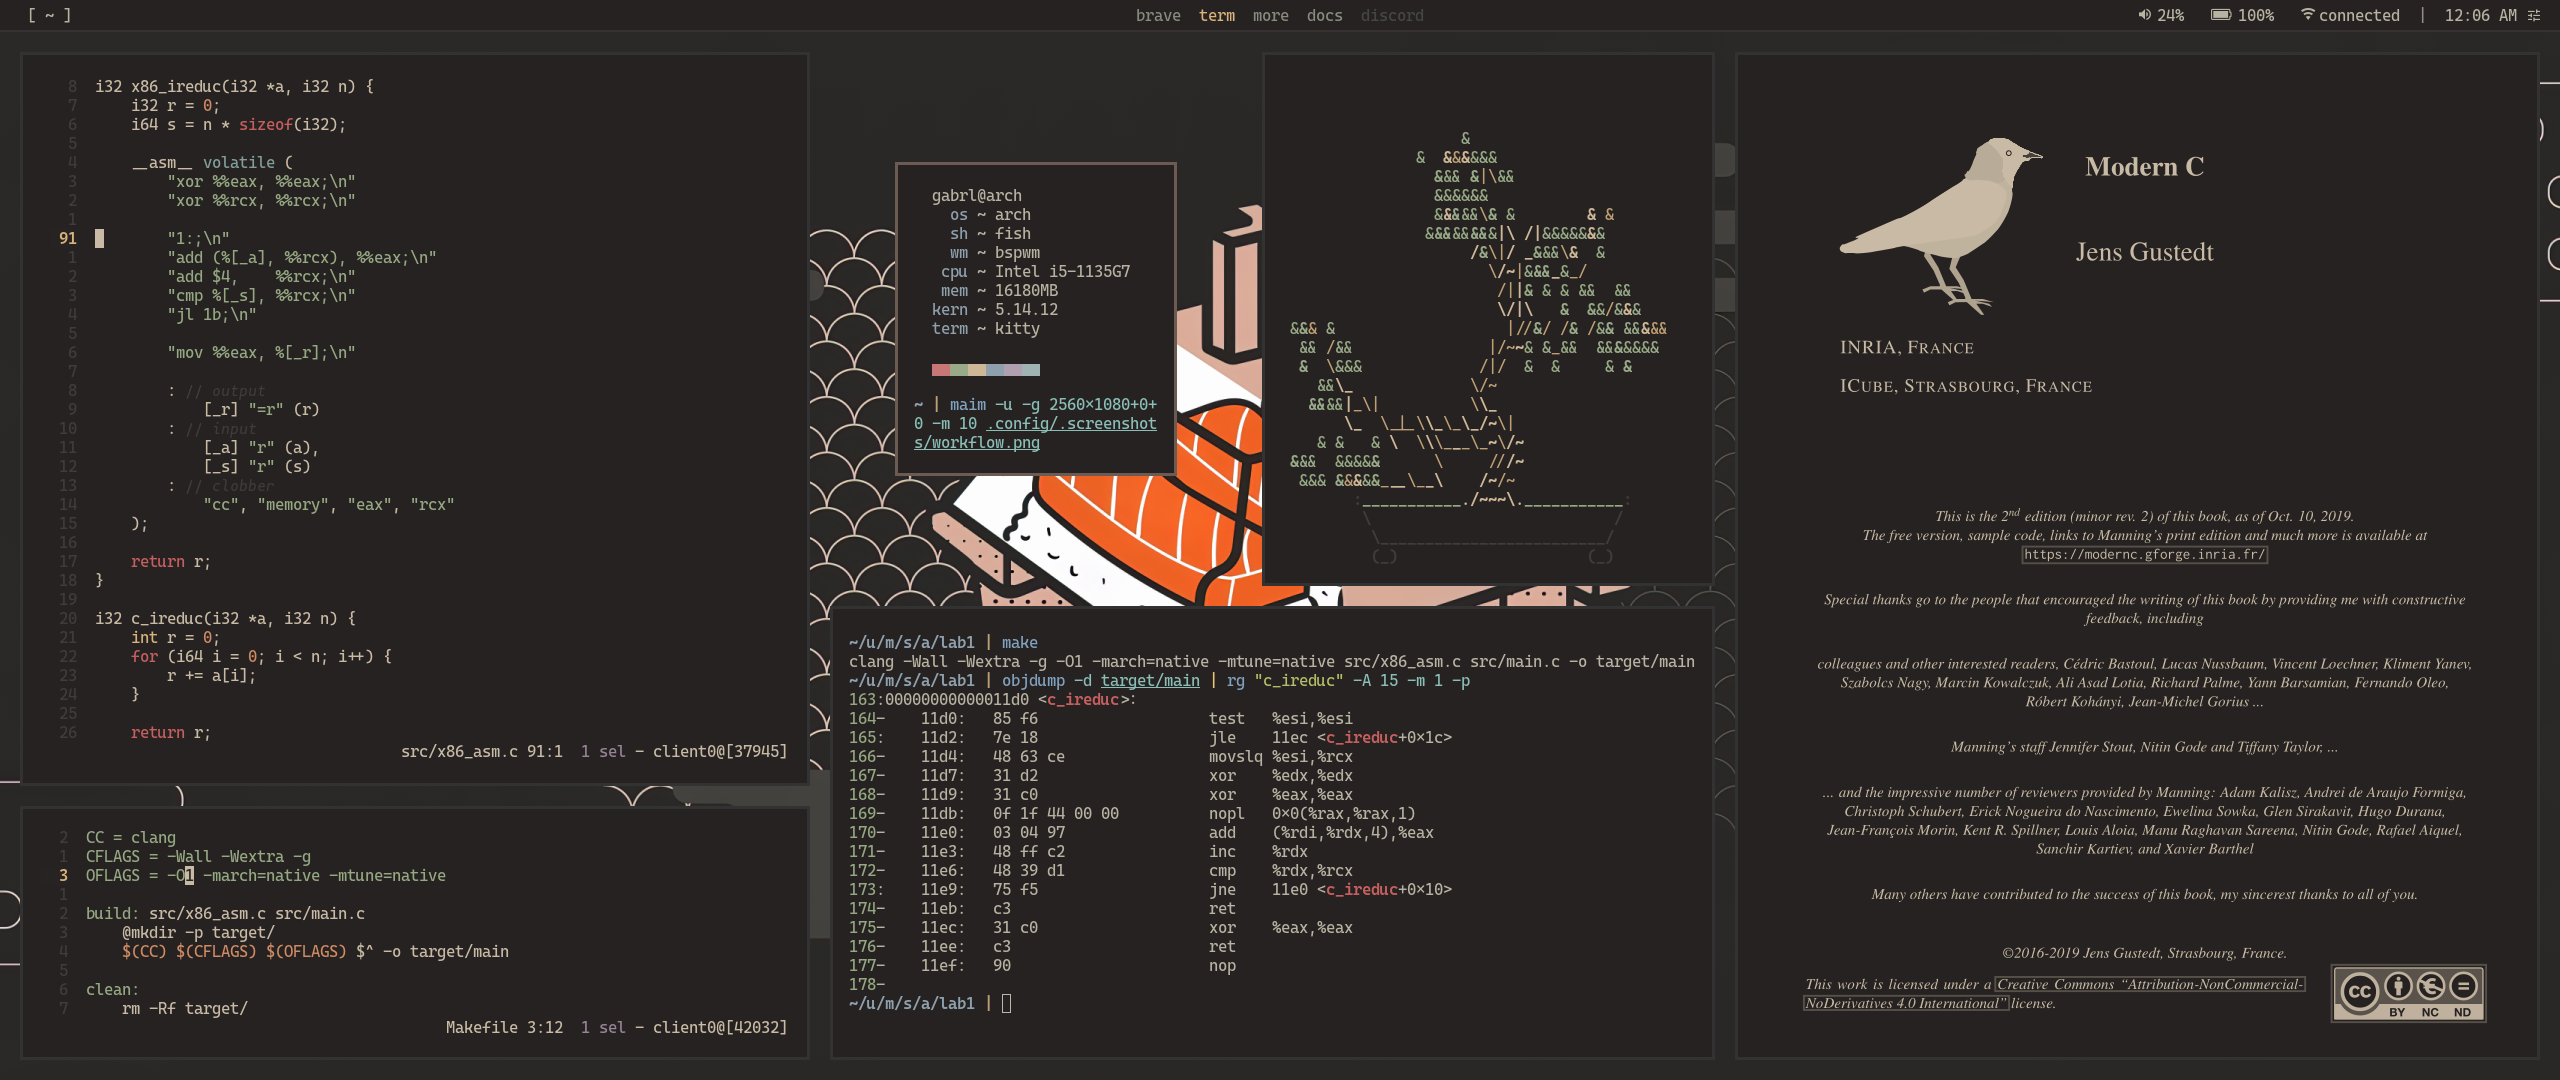 [ ~ ]
brave term more docs discord
24% 100% connected | 12:06 AM
8 i32 x86_ireduc(i32 *a, i32 n) {
7     i32 r = 0;
6     i64 s = n * sizeof(i32);
5
4     __asm__ volatile (
3         "xor %%eax, %%eax;\n"
2         "xor %%rcx, %%rcx;\n"
1
91         "1:;\n"
1         "add (%[_a], %%rcx), %%eax;\n"
2         "add $4,    %%rcx;\n"
3         "cmp %[_s], %%rcx;\n"
4         "jl 1b;\n"
5
6         "mov %%eax, %[_r];\n"
7
8         : // output
9             [_r] "=r" (r)
10         : // input
11             [_a] "r" (a),
12             [_s] "r" (s)
13         : // clobber
14             "cc", "memory", "eax", "rcx"
15     );
16
17     return r;
18 }
19
20 i32 c_ireduc(i32 *a, i32 n) {
21     int r = 0;
22     for (i64 i = 0; i < n; i++) {
23         r += a[i];
24     }
25
26     return r;
src/x86_asm.c 91:1  1 sel - client0@[37945]
2 CC = clang
1 CFLAGS = -Wall -Wextra -g
3 OFLAGS = -O1 -march=native -mtune=native
1
2 build: src/x86_asm.c src/main.c
3     @mkdir -p target/
4     $(CC) $(CFLAGS) $(OFLAGS) $^ -o target/main
5
6 clean:
7     rm -Rf target/
Makefile 3:12  1 sel - client0@[42032]
gabrl@arch
os ~ arch
sh ~ fish
wm ~ bspwm
cpu ~ Intel i5-1135G7
mem ~ 16180MB
kern ~ 5.14.12
term ~ kitty
~ | maim -u -g 2560×1080+0+
0 -m 10 .config/.screenshot
s/workflow.png
~/u/m/s/a/lab1 | make
clang -Wall -Wextra -g -O1 -march=native -mtune=native src/x86_asm.c src/main.c -o target/main
~/u/m/s/a/lab1 | objdump -d target/main | rg "c_ireduc" -A 15 -m 1 -p
163:00000000000011d0 <c_ireduc>:
164-    11d0:   85 f6                   test   %esi,%esi
165:    11d2:   7e 18                   jle    11ec <c_ireduc+0×1c>
166-    11d4:   48 63 ce                movslq %esi,%rcx
167-    11d7:   31 d2                   xor    %edx,%edx
168-    11d9:   31 c0                   xor    %eax,%eax
169-    11db:   0f 1f 44 00 00          nopl   0×0(%rax,%rax,1)
170-    11e0:   03 04 97                add    (%rdi,%rdx,4),%eax
171-    11e3:   48 ff c2                inc    %rdx
172-    11e6:   48 39 d1                cmp    %rdx,%rcx
173:    11e9:   75 f5                   jne    11e0 <c_ireduc+0×10>
174-    11eb:   c3                      ret
175-    11ec:   31 c0                   xor    %eax,%eax
176-    11ee:   c3                      ret
177-    11ef:   90                      nop
178-
~/u/m/s/a/lab1 |
Modern C
Jens Gustedt
INRIA, FRANCE
ICUBE, STRASBOURG, FRANCE
This is the 2nd edition (minor rev. 2) of this book, as of Oct. 10, 2019.
The free version, sample code, links to Manning's print edition and much more is available at
https://modernc.gforge.inria.fr/
Special thanks go to the people that encouraged the writing of this book by providing me with constructive
feedback, including
colleagues and other interested readers, Cédric Bastoul, Lucas Nussbaum, Vincent Loechner, Kliment Yanev,
Szabolcs Nagy, Marcin Kowalczuk, Ali Asad Lotia, Richard Palme, Yann Barsamian, Fernando Oleo,
Róbert Kohányi, Jean-Michel Gorius ...
Manning's staff Jennifer Stout, Nitin Gode and Tiffany Taylor, ...
... and the impressive number of reviewers provided by Manning: Adam Kalisz, Andrei de Araujo Formiga,
Christoph Schubert, Erick Nogueira do Nascimento, Ewelina Sowka, Glen Sirakavit, Hugo Durana,
Jean-François Morin, Kent R. Spillner, Louis Aloia, Manu Raghavan Sareena, Nitin Gode, Rafael Aiquel,
Sanchir Kartiev, and Xavier Barthel
Many others have contributed to the success of this book, my sincerest thanks to all of you.
©2016-2019 Jens Gustedt, Strasbourg, France.
This work is licensed under a Creative Commons “Attribution-NonCommercial-
NoDerivatives 4.0 International” license.
cc BY NC ND